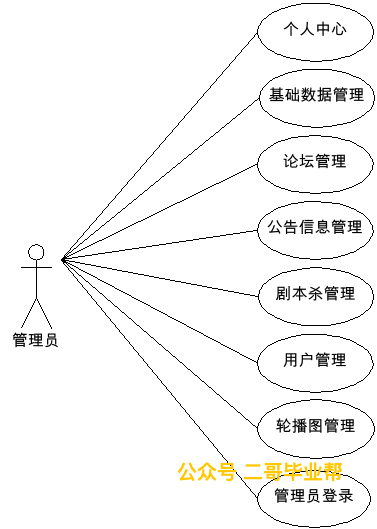 个人中心
基础数据管理
论坛管理
公告信息管理
剧本杀管理
管理员
用户管理
轮播图管理
公众号 二哥毕业帮
管理员登录